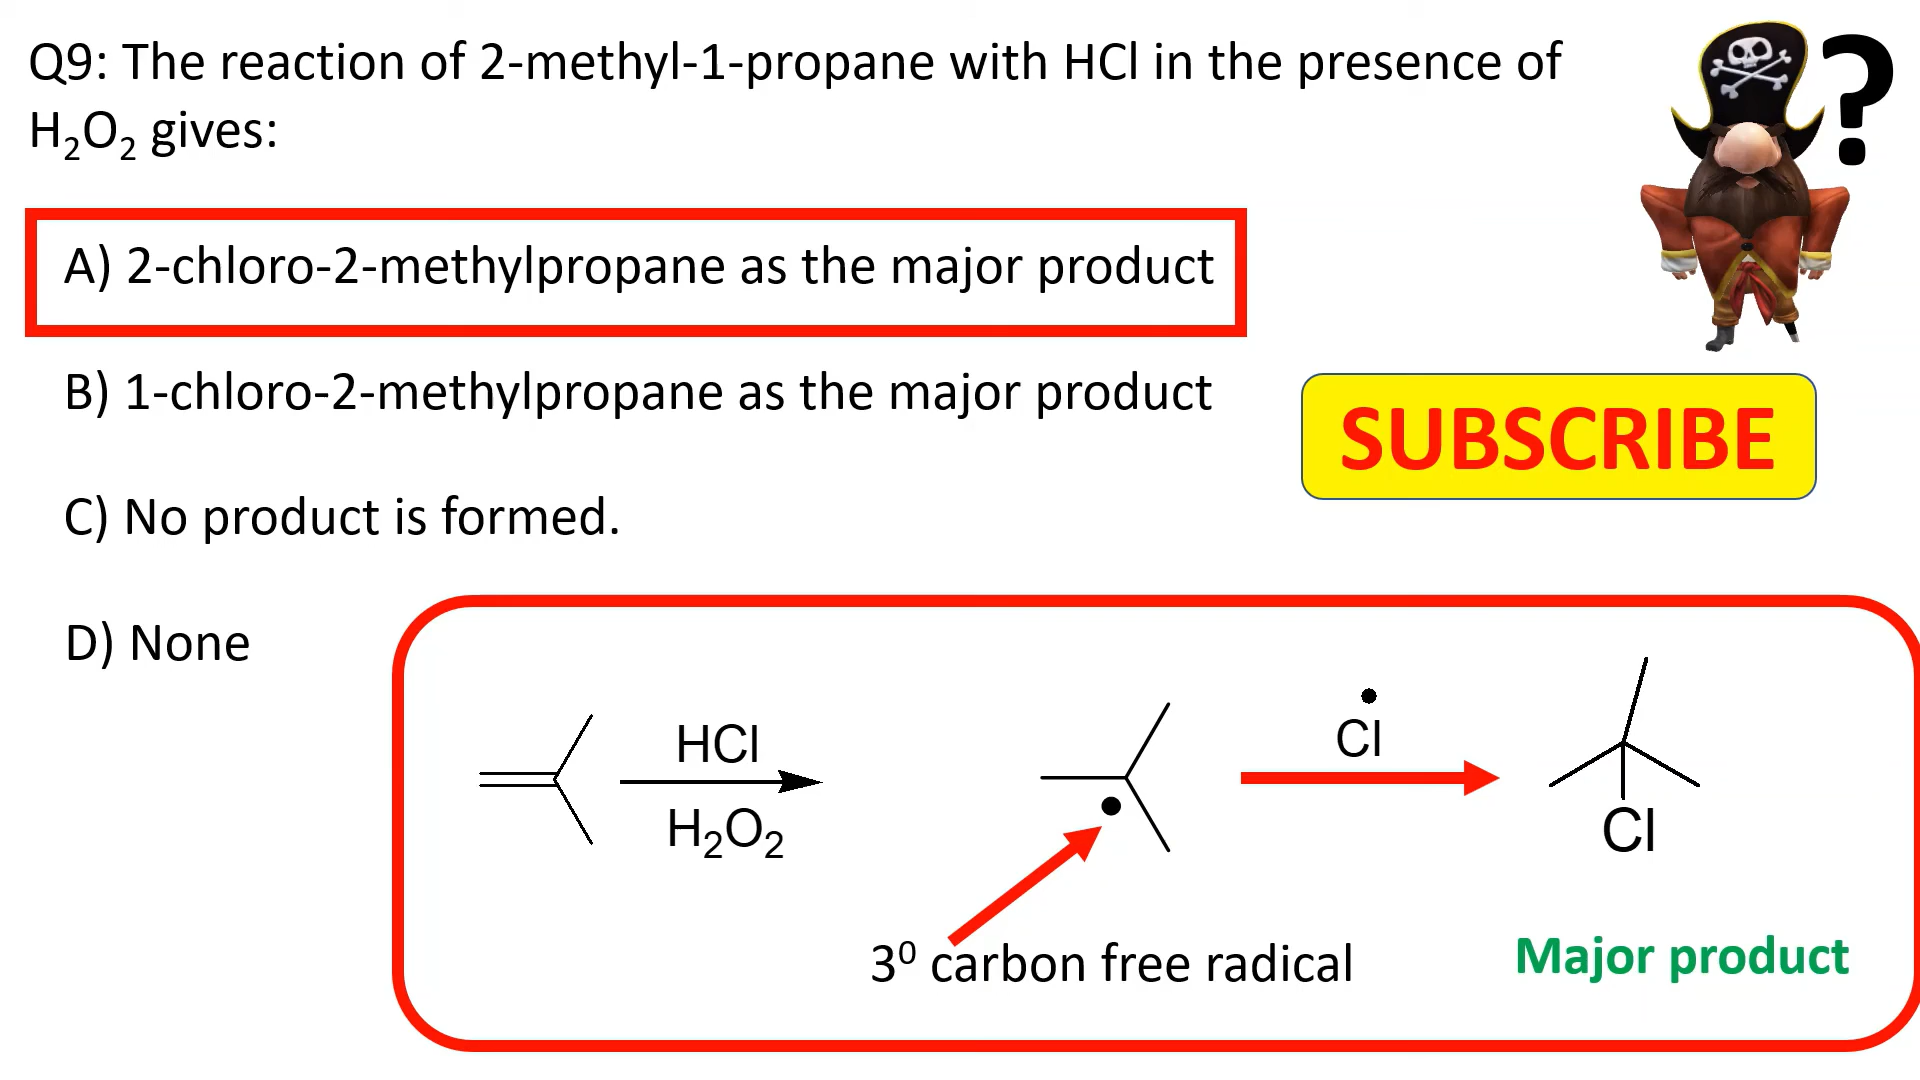 Q9: The reaction of 2-methyl-1-propane with HCl in the presence of
H₂O₂ gives:
?
A) 2-chloro-2-methylpropane as the major product
B) 1-chloro-2-methylpropane as the major product
SUBSCRIBE
C) No product is formed.
D) None
HCl
H₂O₂
Cl
Cl
3⁰ carbon free radical
Major product